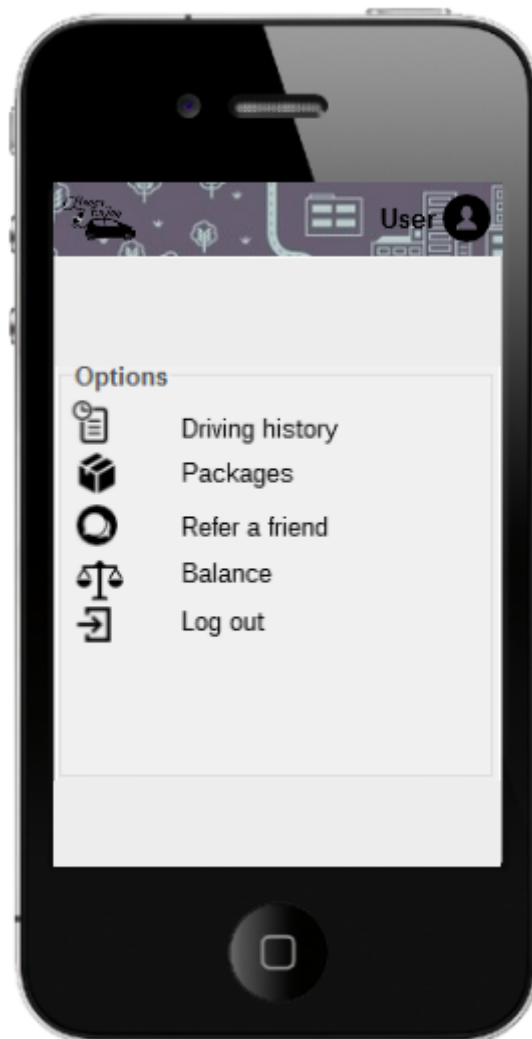 User
Options
Driving history
Packages
Refer a friend
Balance
Log out